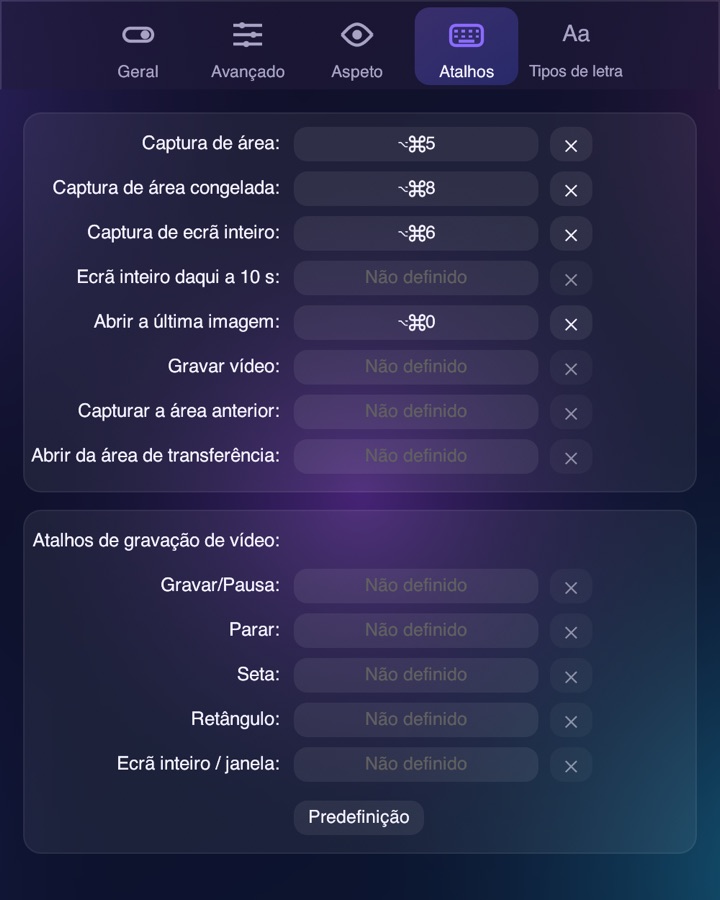 Geral
Avançado
Aspeto
Atalhos
Aa
Tipos de letra
Captura de área: ⌥⌘5
Captura de área congelada: ⌥⌘8
Captura de ecrã inteiro: ⌥⌘6
Ecrã inteiro daqui a 10 s: Não definido
Abrir a última imagem: ⌥⌘0
Gravar vídeo: Não definido
Capturar a área anterior: Não definido
Abrir da área de transferência: Não definido
Atalhos de gravação de vídeo:
Gravar/Pausa: Não definido
Parar: Não definido
Seta: Não definido
Retângulo: Não definido
Ecrã inteiro / janela: Não definido
Predefinição